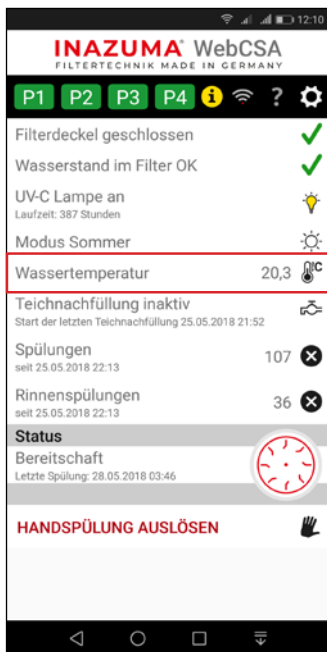 12:10
INAZUMA® WebCSA
FILTERTECHNIK MADE IN GERMANY
P1 P2 P3 P4 i ?
Filterdeckel geschlossen
Wasserstand im Filter OK
UV-C Lampe an
Laufzeit: 387 Stunden
Modus Sommer
Wassertemperatur 20,3 °C
Teichnachfüllung inaktiv
Start der letzten Teichnachfüllung 25.05.2018 21:52
Spülungen 107
seit 25.05.2018 22:13
Rinnenspülungen 36
seit 25.05.2018 22:13
Status
Bereitschaft
Letzte Spülung: 28.05.2018 03:46
HANDSPÜLUNG AUSLÖSEN